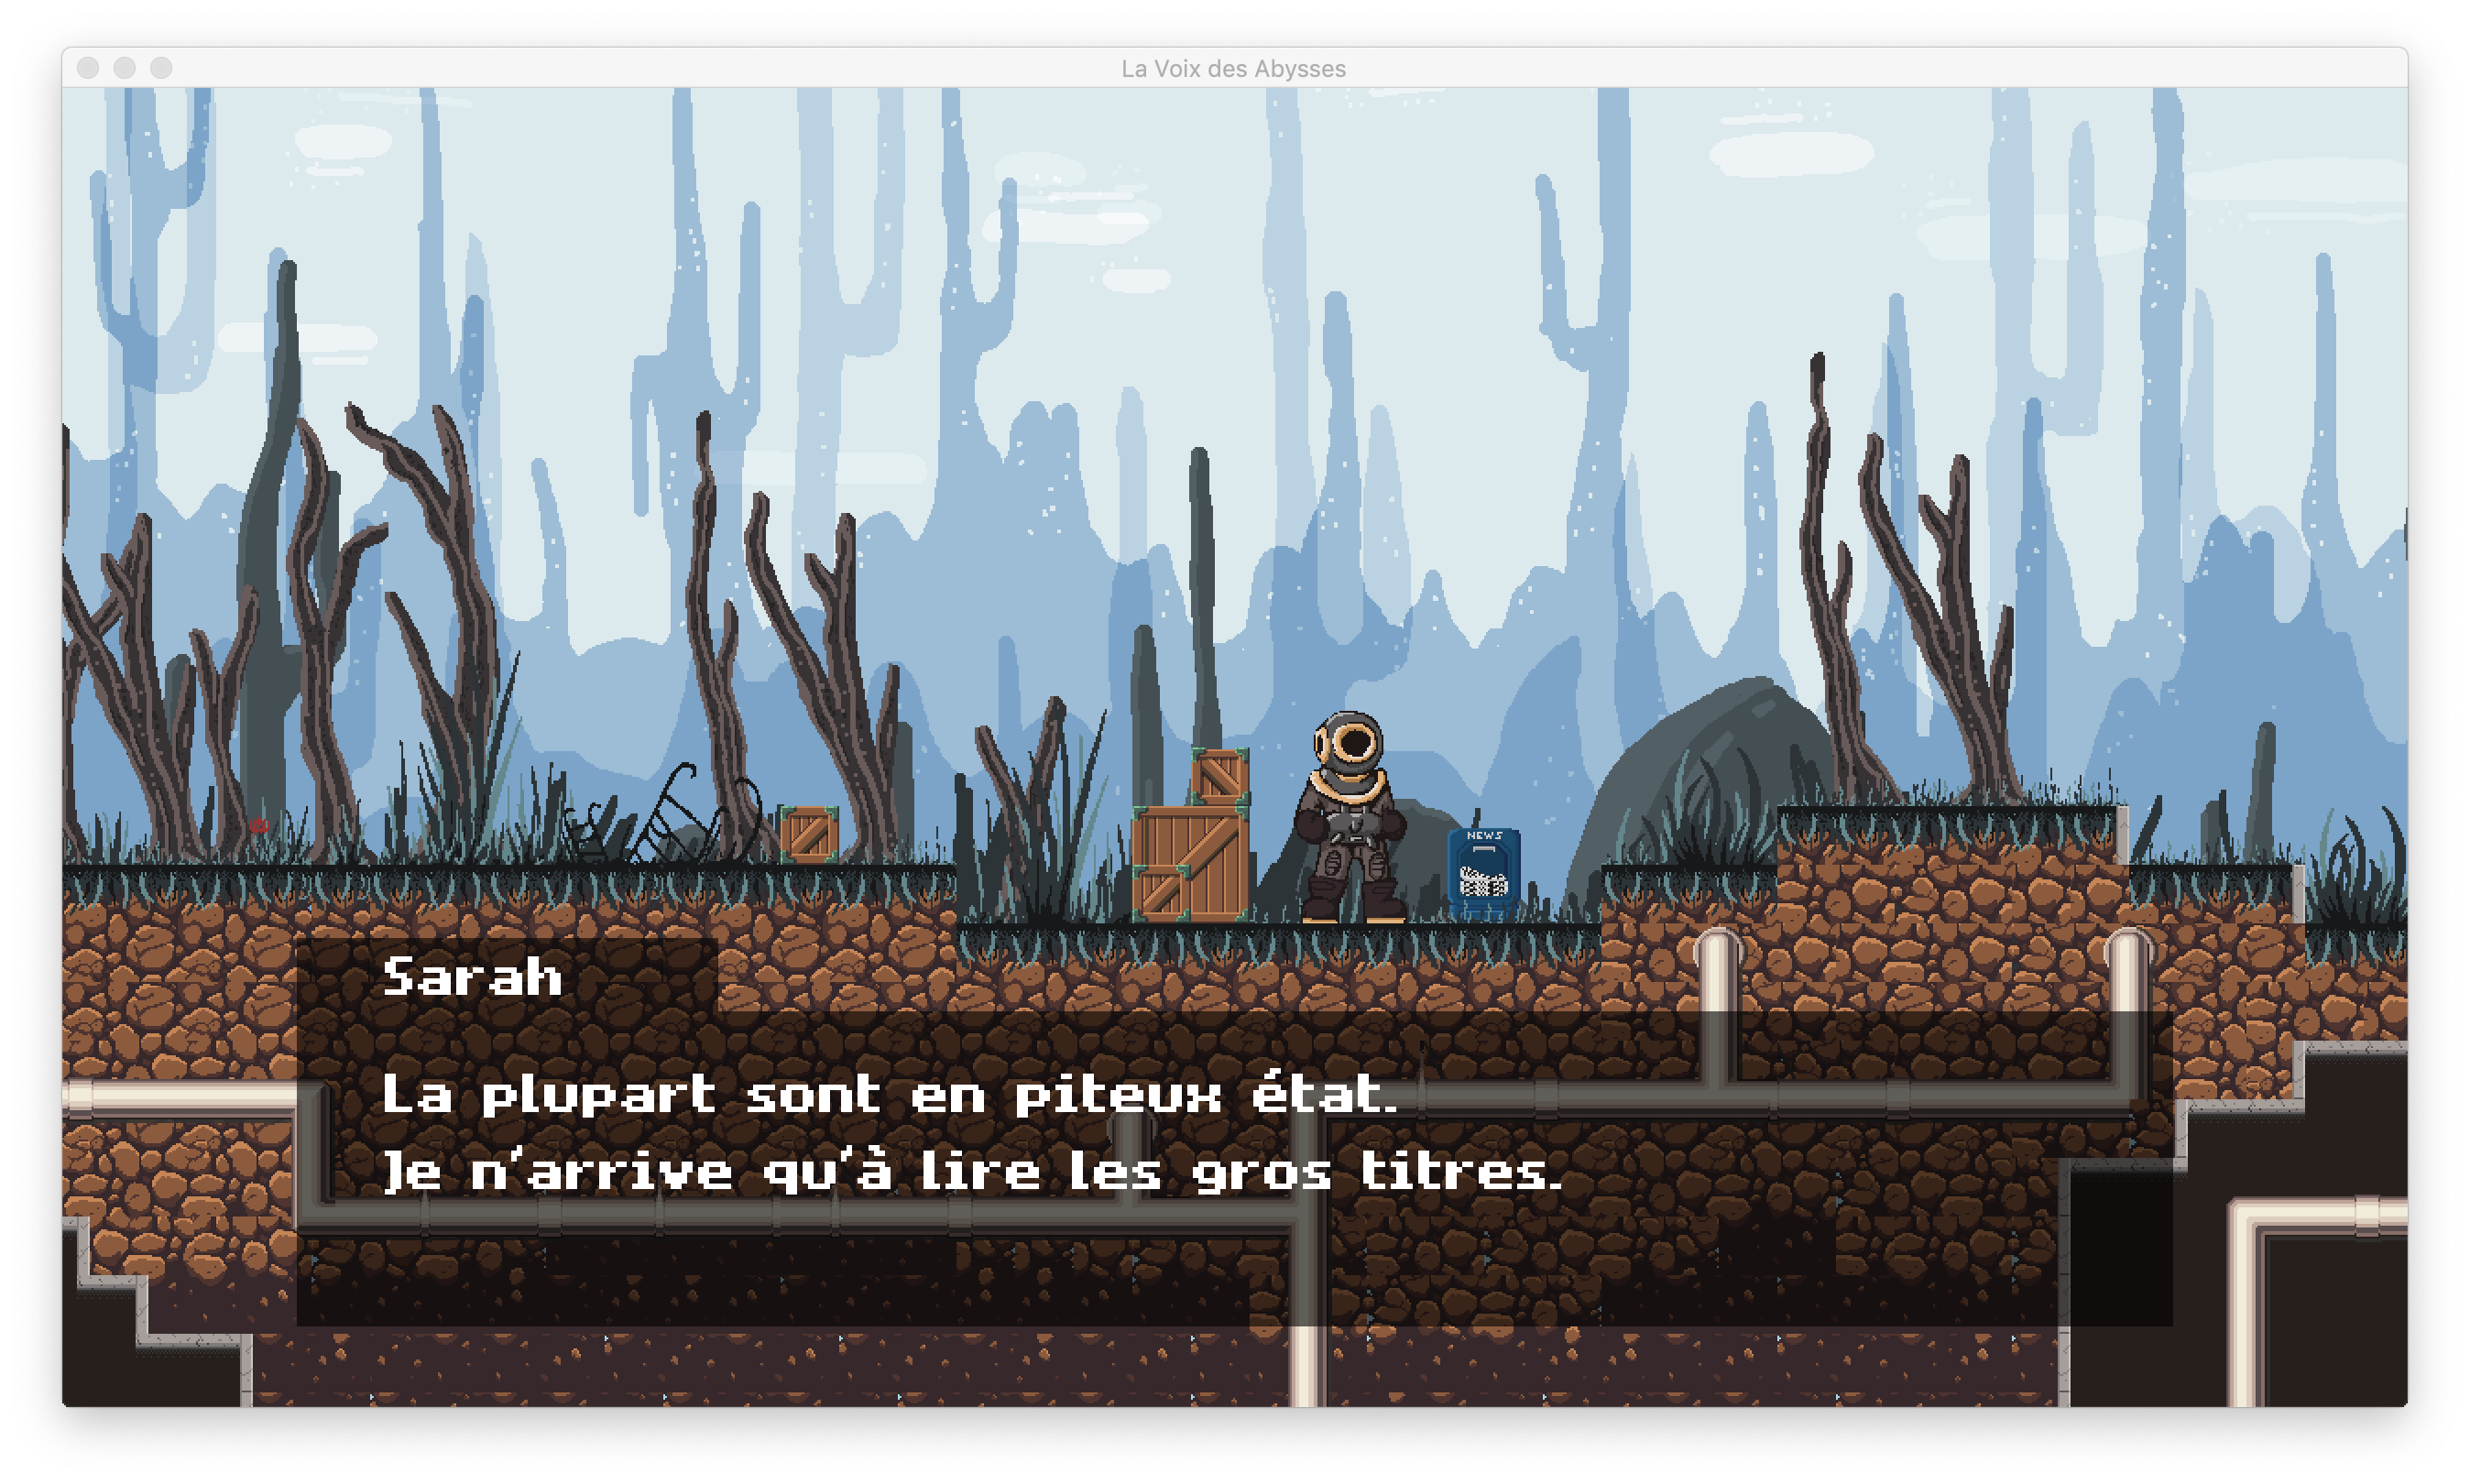 La Voix des Abysses
NEWS
Sarah
La plupart sont en piteux état.
Je n'arrive qu'à lire les gros titres.